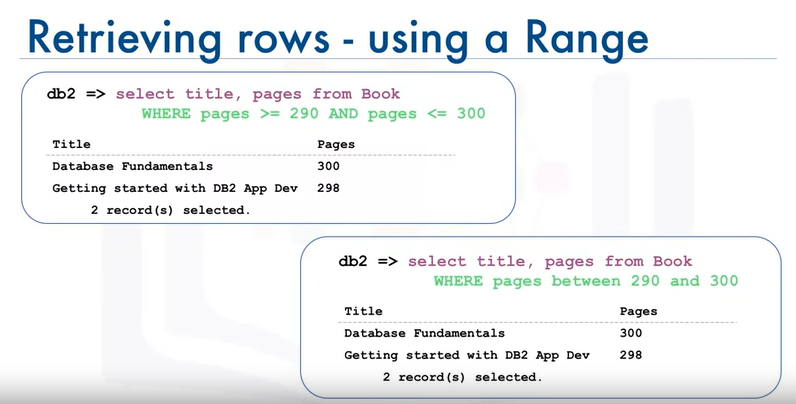 Retrieving rows - using a Range
db2 => select title, pages from Book
WHERE pages >= 290 AND pages <= 300
Title Pages
Database Fundamentals 300
Getting started with DB2 App Dev 298
2 record(s) selected.
db2 => select title, pages from Book
WHERE pages between 290 and 300
Title Pages
Database Fundamentals 300
Getting started with DB2 App Dev 298
2 record(s) selected.